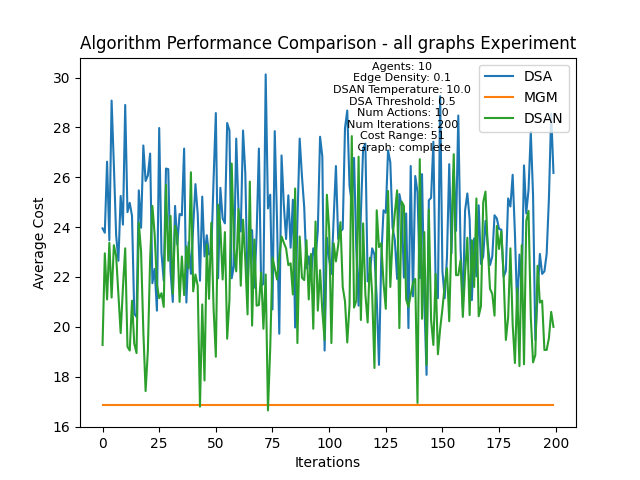 Algorithm Performance Comparison - all graphs Experiment
Agents: 10
Edge Density: 0.1
DSAN Temperature: 10.0
DSA Threshold: 0.5
Num Actions: 10
Num Iterations: 200
Cost Range: 51
Graph: complete
DSA
MGM
DSAN
Average Cost
30
28
26
24
22
20
18
16
0 25 50 75 100 125 150 175 200
Iterations